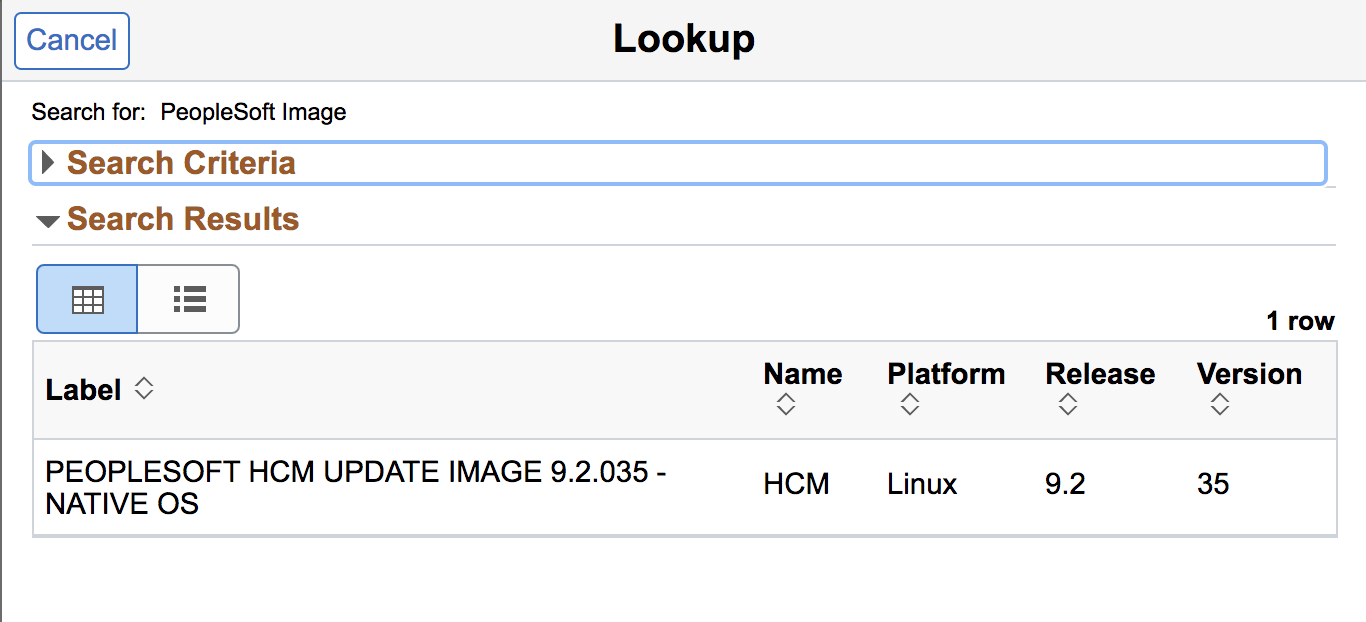 Cancel
Lookup
Search for: PeopleSoft Image
Search Criteria
Search Results
1 row
Label Name Platform Release Version
PEOPLESOFT HCM UPDATE IMAGE 9.2.035 -
NATIVE OS
HCM Linux 9.2 35